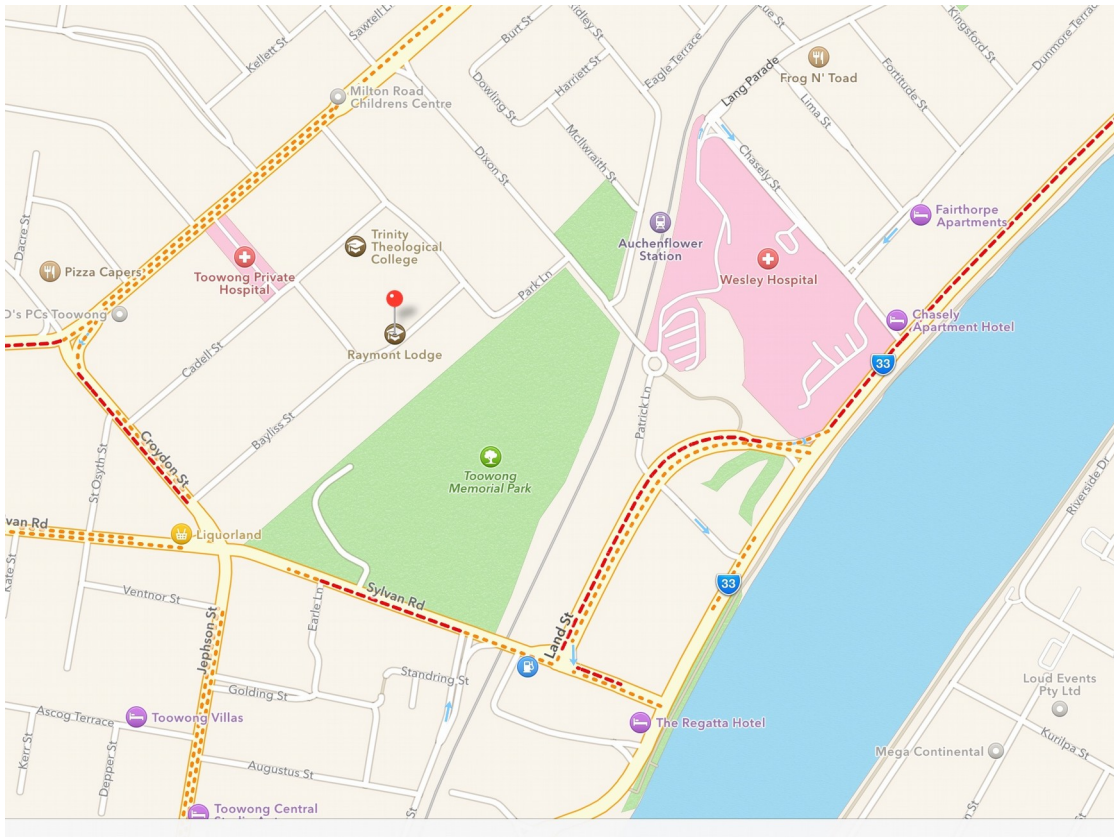 Sawtell
Kellett St
Burt St
Harriett St
Eagle Terrace
Dowling St
McIlwraith St
Dixon St
Lang Parade
Frog N' Toad
Lima St
Fortitude St
Kingsford St
Dunmore Terrace
Milton Road
Childrens Centre
Chasely St
Dacre St
Pizza Capers
D's PCs Toowong
Toowong Private
Hospital
Trinity
Theological
College
Raymont Lodge
Park Ln
Auchenflower
Station
Wesley Hospital
Fairthorpe
Apartments
Chasely
Apartment Hotel
33
Cadell St
Bayliss St
Croydon St
St Osyth St
Patrick Ln
Toowong
Memorial Park
Riverside Dr
van Rd
Liquorland
Kate St
Ventnor St
Earle Ln
Sylvan Rd
Land St
33
Jephson St
Standring St
Golding St
Ascog Terrace
Toowong Villas
Kerr St
Depper St
Augustus St
Toowong Central
The Regatta Hotel
Loud Events
Pty Ltd
Mega Continental
Kurilpa St
St